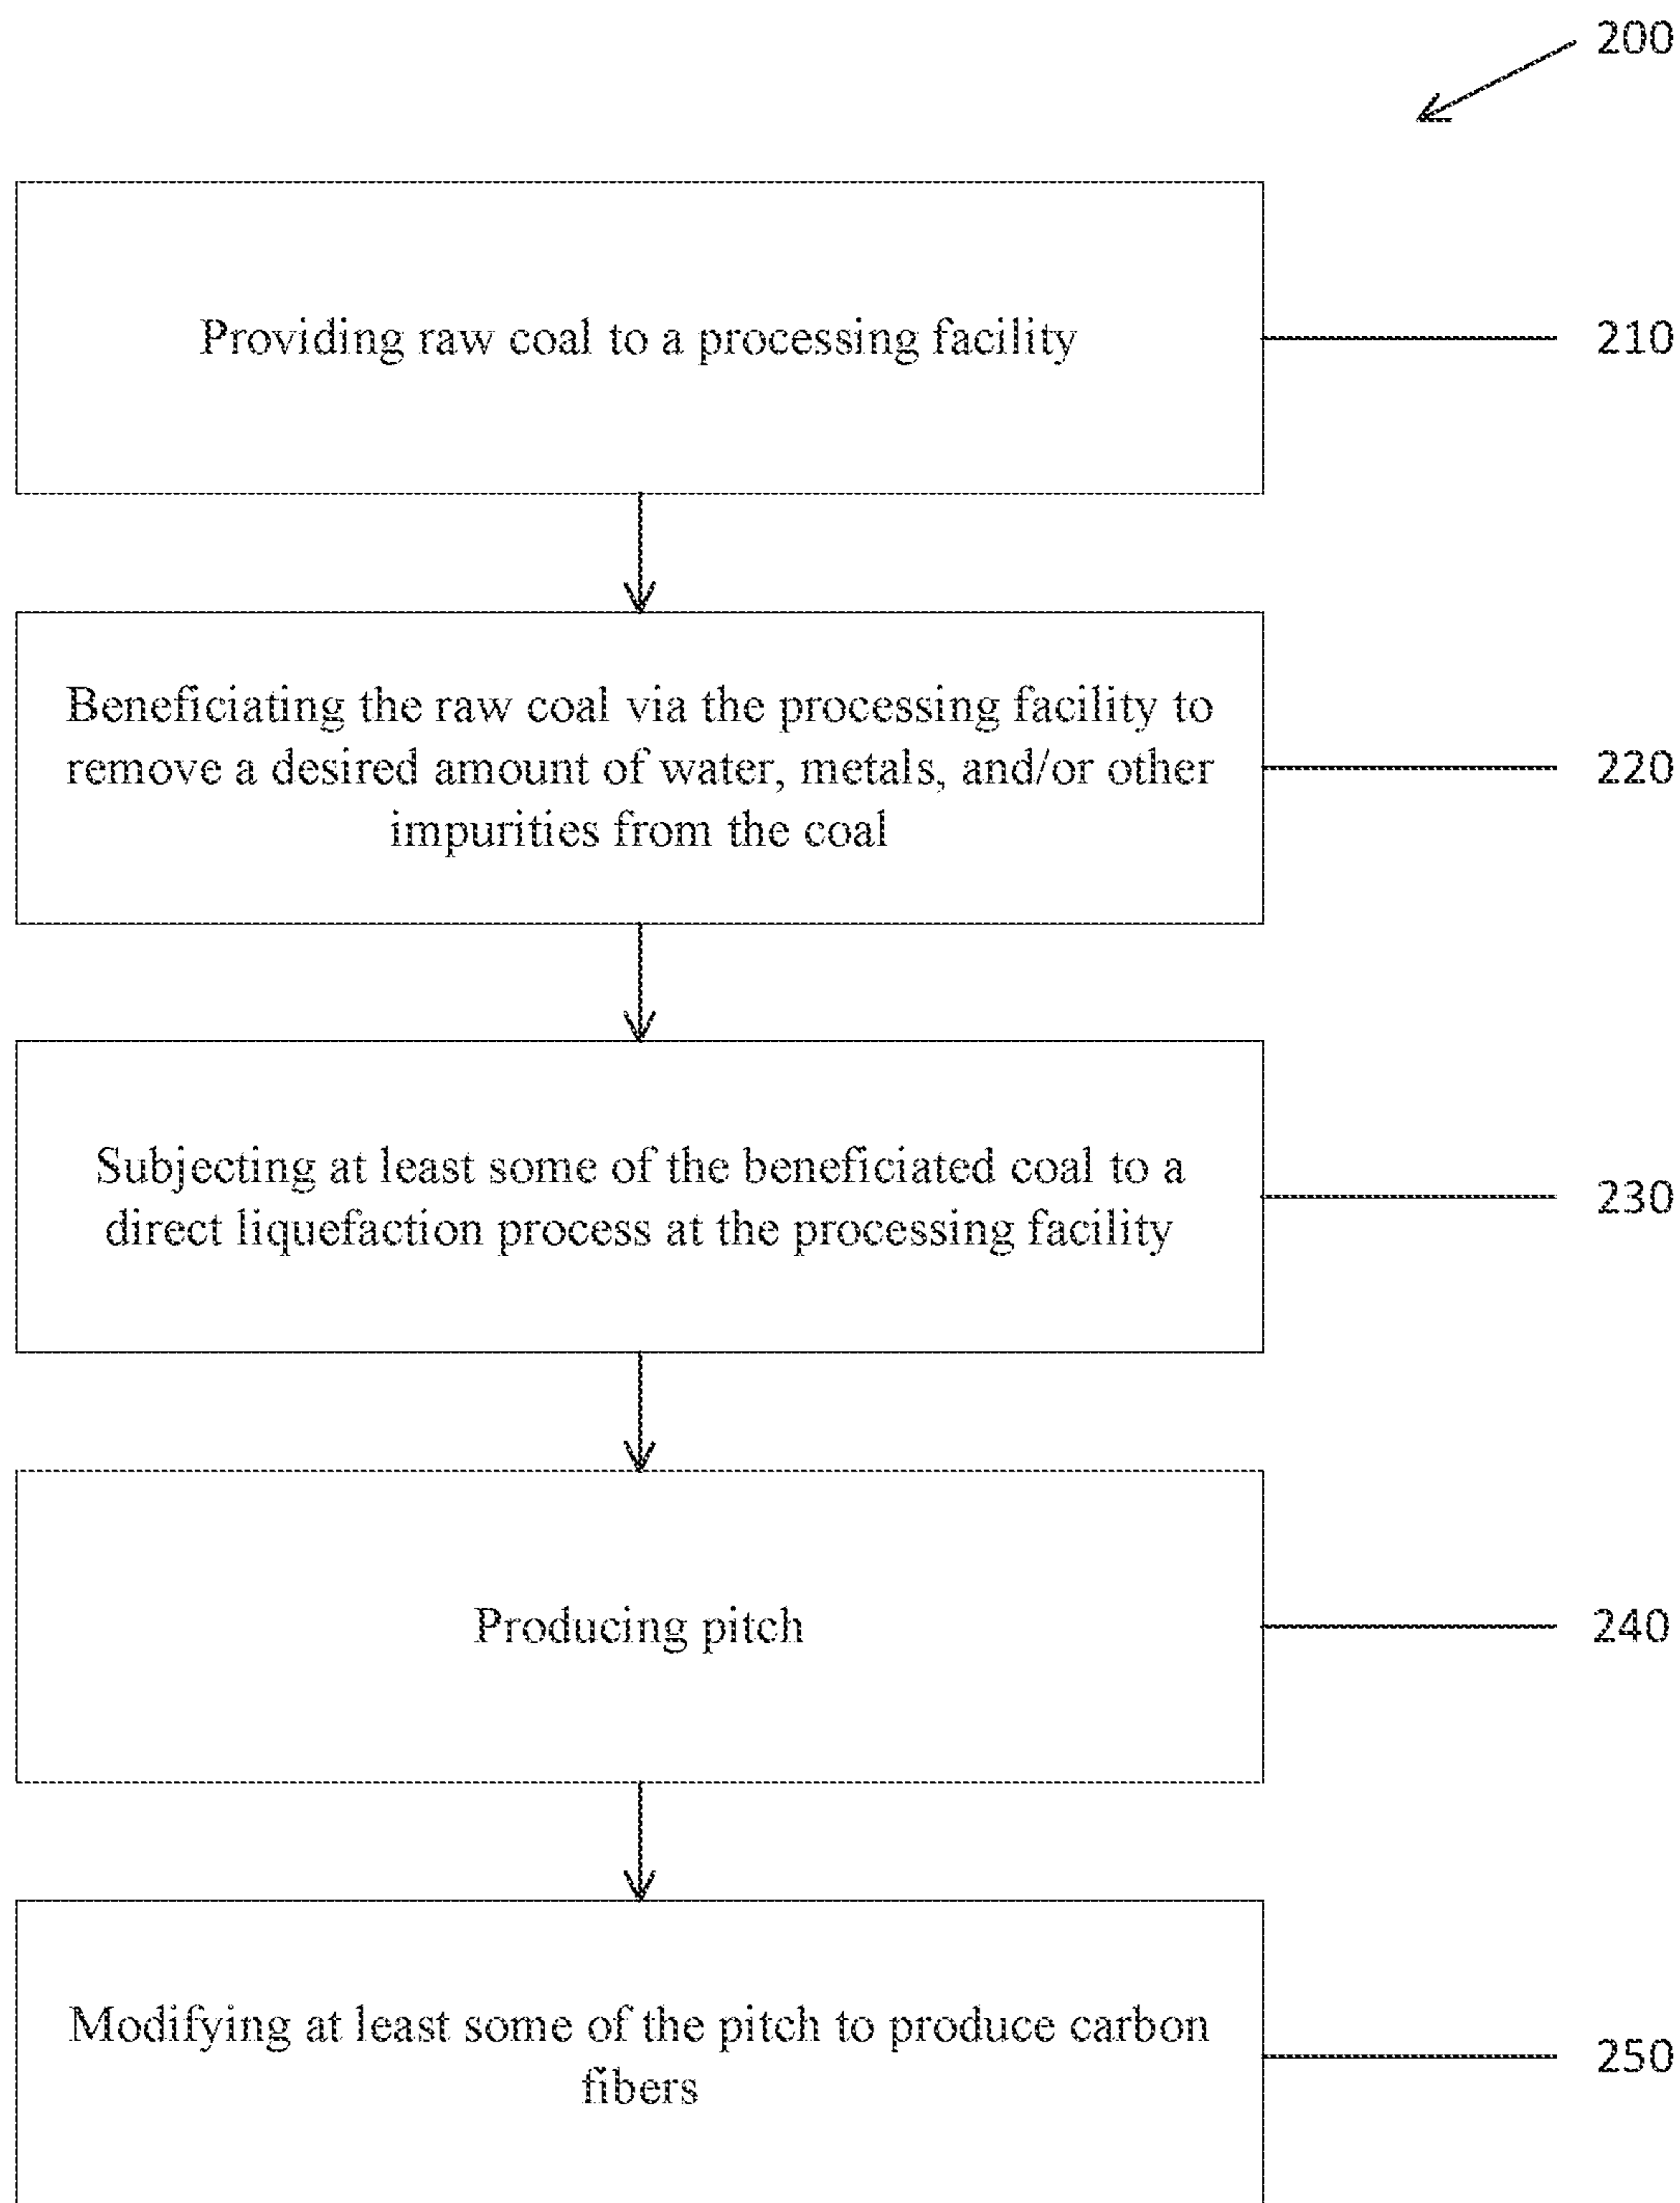 200
Providing raw coal to a processing facility
210
Beneficiating the raw coal via the processing facility to
remove a desired amount of water, metals, and/or other
220
impurities from the coal
Subjecting at least some of the beneficiated coal to a
230
direct liquefaction process at the processing facility
Producing pitch
240
Modifying at least some of the pitch to produce carbon
250
fibers